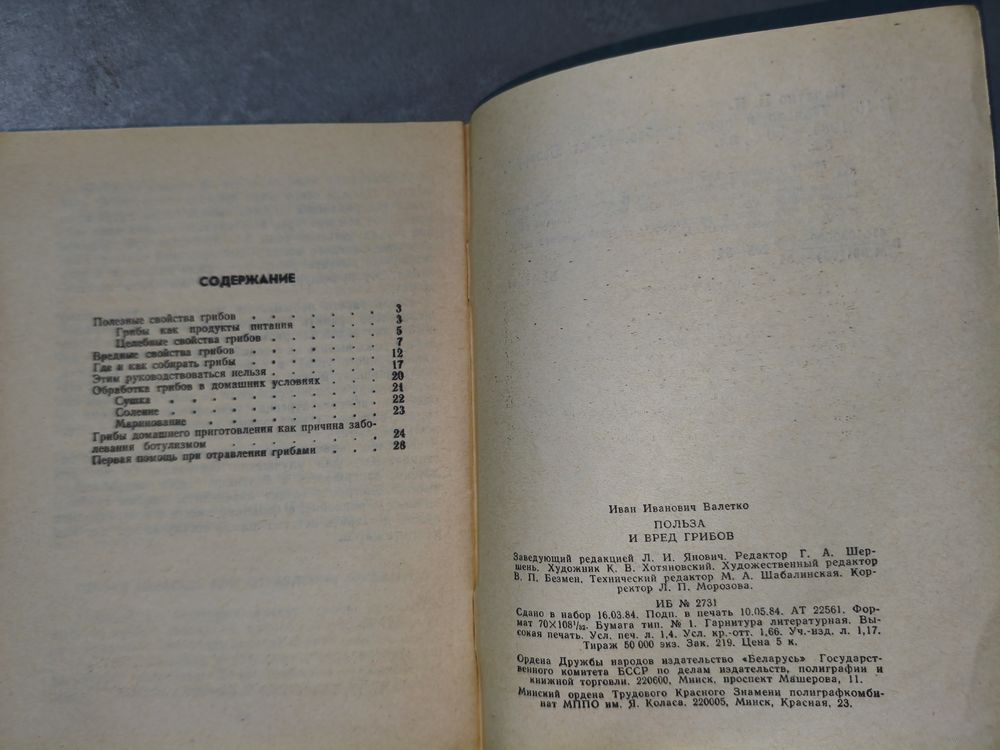 СОДЕРЖАНИЕ
Полезные свойства грибов . . . . . . . 3
Грибы как продукты питания . . . . 3
Целебные свойства грибов . . . . . . 5
Вредные свойства грибов . . . . . . . 7
Где и как собирать грибы . . . . . . . 12
Этим руководствоваться нельзя . . . . . 17
Обработка грибов в домашних условиях . . . 20
Сушка . . . . . . . . . . 21
Соление . . . . . . . . . . 22
Маринование . . . . . . . . . 23
Грибы домашнего приготовления как причина забо-
левания ботулизмом . . . . . . . . 24
Первая помощь при отравлении грибами . . . 28
Иван Иванович Валетко
ПОЛЬЗА
И ВРЕД ГРИБОВ
Заведующий редакцией Л. И. Янович. Редактор Г. А. Шер-
шень. Художник К. В. Хотяновский. Художественный редактор
В. П. Безмен. Технический редактор М. А. Шабалинская. Кор-
ректор Л. П. Морозова.
ИБ № 2731
Сдано в набор 16.03.84. Подп. в печать 10.05.84. АТ 22561. Фор-
мат 70×108¹/₃₂. Бумага тип. № 1. Гарнитура литературная. Вы-
сокая печать. Усл. печ. л. 1,4. Усл. кр.-отт. 1,66. Уч.-изд. л. 1,17.
Тираж 50 000 экз. Зак. 219. Цена 5 к.
Ордена Дружбы народов издательство «Беларусь» Государст-
венного комитета БССР по делам издательств, полиграфии и
книжной торговли. 220600, Минск, проспект Машерова, 11.
Минский ордена Трудового Красного Знамени полиграфкомби-
нат МППО им. Я. Коласа. 220005, Минск, Красная, 23.